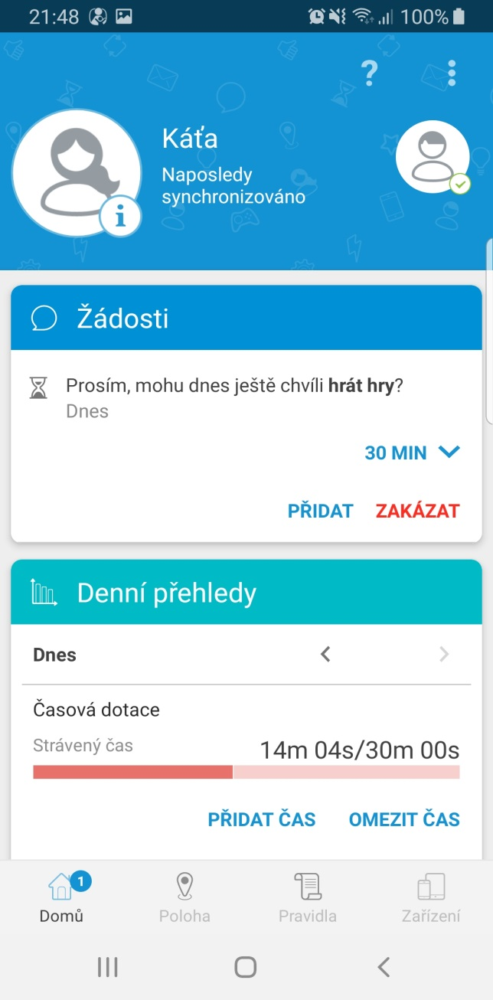 21:48
100%
?
Káťa
Naposledy
synchronizováno
i
Žádosti
Prosím, mohu dnes ještě chvíli hrát hry?
Dnes
30 MIN
PŘIDAT ZAKÁZAT
Denní přehledy
Dnes
Časová dotace
Strávený čas 14m 04s/30m 00s
PŘIDAT ČAS OMEZIT ČAS
1
Domů Poloha Pravidla Zařízení